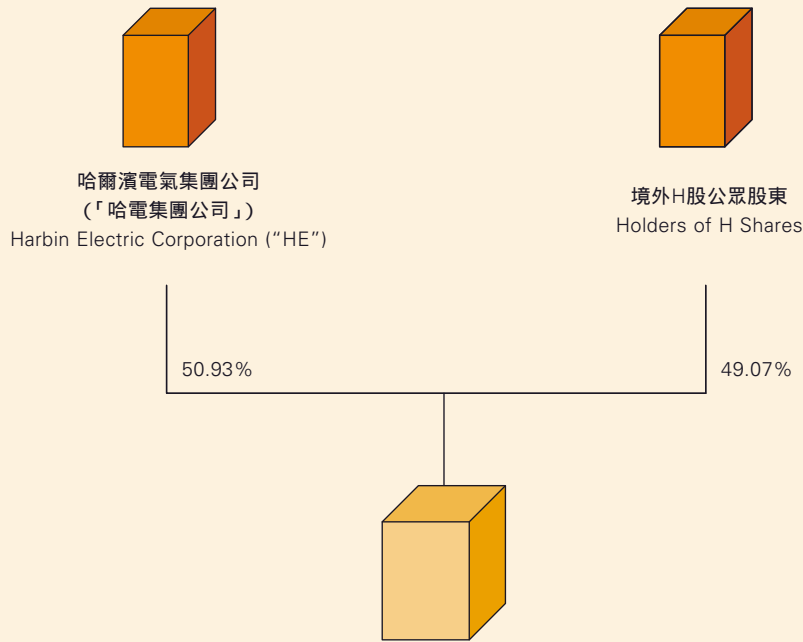 哈爾濱電氣集團公司
(「哈電集團公司」)
Harbin Electric Corporation (“HE”)
境外H股公眾股東
Holders of H Shares
50.93%
49.07%